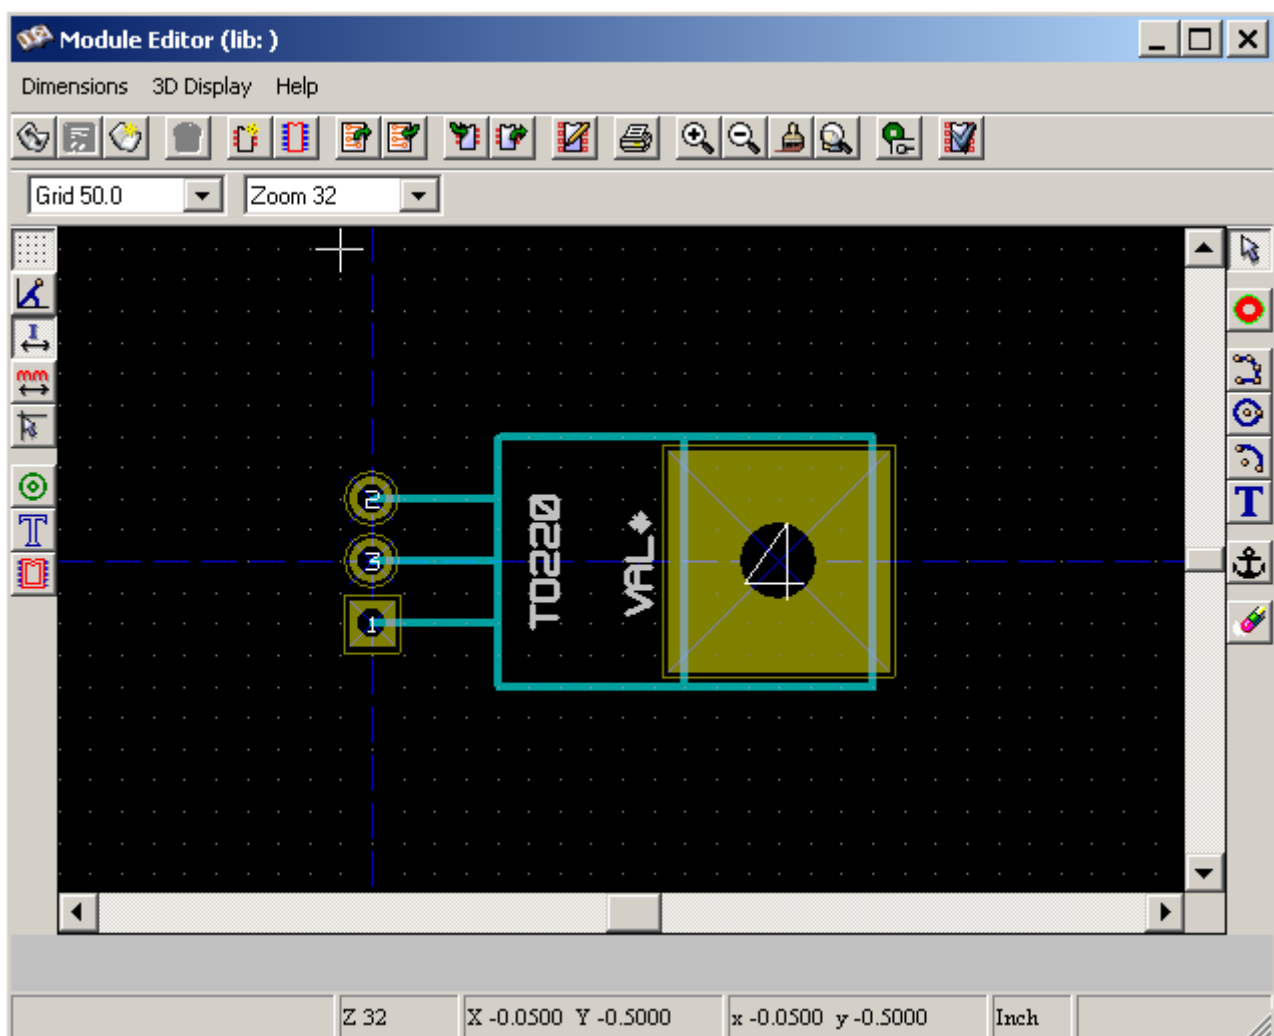 Module Editor (lib: )
Dimensions 3D Display Help
Grid 50.0 Zoom 32
I
mm
T
T
2
3
1
TO220
VAL*
4
Z 32 X -0.0500 Y -0.5000 x -0.0500 y -0.5000 Inch